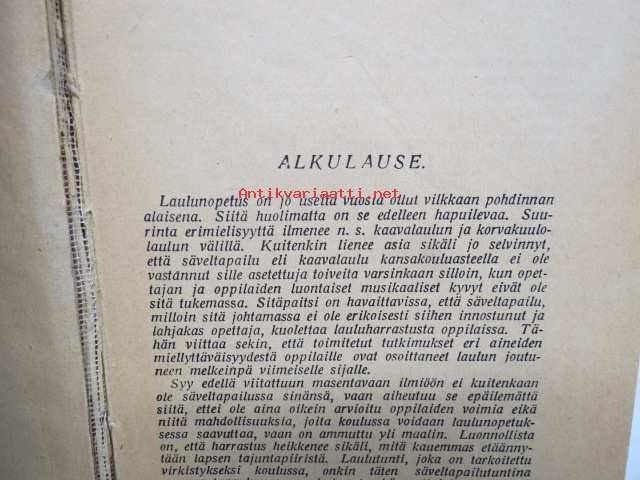 ALKULAUSE.
Laulunopetus on jo useita vuosia ollut vilkkaan pohdinnan
Antikvariaatti.net
alaisena. Siitä huolimatta on se edelleen hapuilevaa. Suu-
rinta erimielisyyttä ilmenee n. s. kaavalaulun ja korvakuulo-
laulun välillä. Kuitenkin lienee asia sikäli jo selvinnyt,
että säveltapailu eli kaavalaulu kansakouluasteella ei ole
vastannut sille asetettuja toiveita varsinkaan silloin, kun opet-
tajan ja oppilaiden luontaiset musikaaliset kyvyt eivät ole
sitä tukemassa. Sitäpaitsi on havaittavissa, että säveltapailu,
milloin sitä johtamassa ei ole erikoisesti siihen innostunut ja
lahjakas opettaja, kuolettaa lauluharrastusta oppilaissa. Tä-
hän viittaa sekin, että toimitetut tutkimukset eri aineiden
miellyttäväisyydestä oppilaille ovat osoittaneet laulun joutu-
neen melkeinpä viimeiselle sijalle.
Syy edellä viitattuun masentavaan ilmiöön ei kuitenkaan
ole säveltapailussa sinänsä, vaan aiheutuu se epäilemättä
siitä, ettei ole aina oikein arvioitu oppilaiden voimia eikä
niitä mahdollisuuksia, joita koulussa voidaan laulunopetuk-
sessa saavuttaa, vaan on ammuttu yli maalin. Luonnollista
on, että harrastus heikkenee sikäli, mitä kauemmas etäänny-
tään lapsen tajuntapiiristä. Laulutunti, joka on tarkoitettu
virkistykseksi koulussa, onkin täten säveltapailutuntina